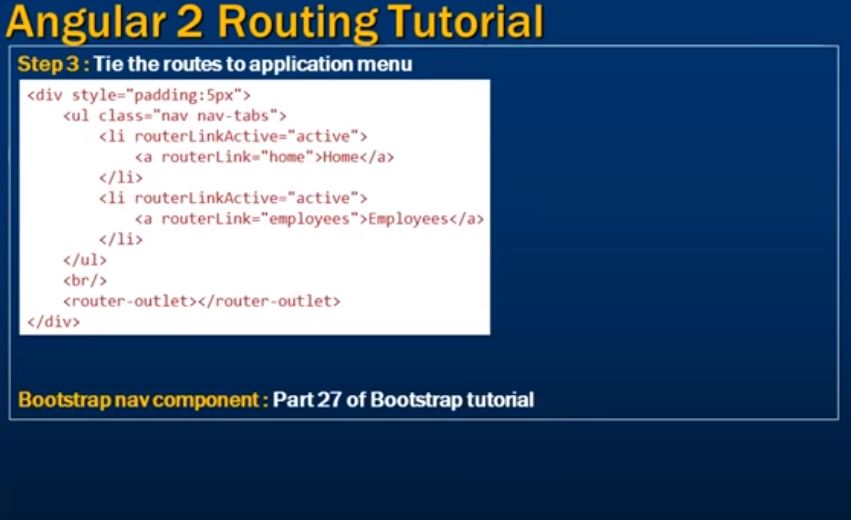 Angular 2 Routing Tutorial
Step 3 : Tie the routes to application menu
<div style="padding:5px">
<ul class="nav nav-tabs">
<li routerLinkActive="active">
<a routerLink="home">Home</a>
</li>
<li routerLinkActive="active">
<a routerLink="employees">Employees</a>
</li>
</ul>
<br/>
<router-outlet></router-outlet>
</div>
Bootstrap nav component : Part 27 of Bootstrap tutorial